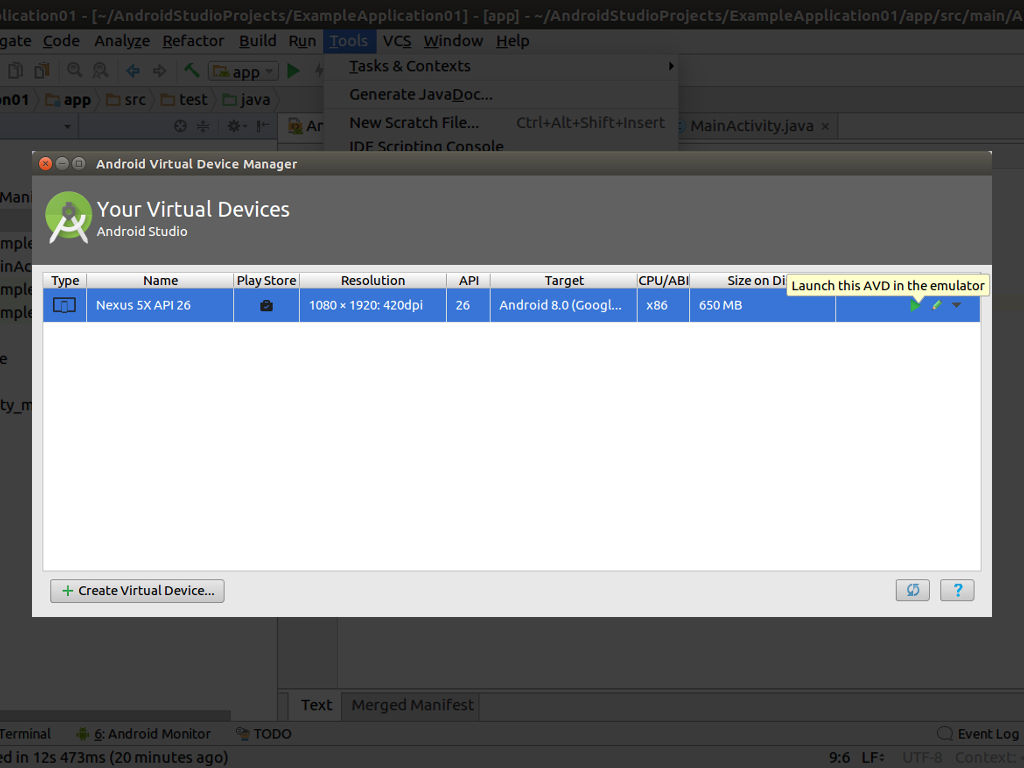 plication01 - [~/AndroidStudioProjects/ExampleApplication01] - [app] - ~/AndroidStudioProjects/ExampleApplication01/app/src/main/A
gate Code Analyze Refactor Build Run Tools VCS Window Help
app
Tasks & Contexts
Generate JavaDoc...
n01 app src test java
New Scratch File... Ctrl+Alt+Shift+Insert
An MainActivity.java ×
IDE Scripting Console
Android Virtual Device Manager
Mani
Your Virtual Devices
Android Studio
mple
inAc
Type Name Play Store Resolution API Target CPU/ABI Size on Di
Launch this AVD in the emulator
mple
Nexus 5X API 26 1080 × 1920: 420dpi 26 Android 8.0 (Googl... x86 650 MB
mple
e
ty_m
Create Virtual Device...
?
Text Merged Manifest
Terminal 6: Android Monitor TODO Event Log
ed in 12s 473ms (20 minutes ago) 9:6 LF÷ UTF-8 Context: